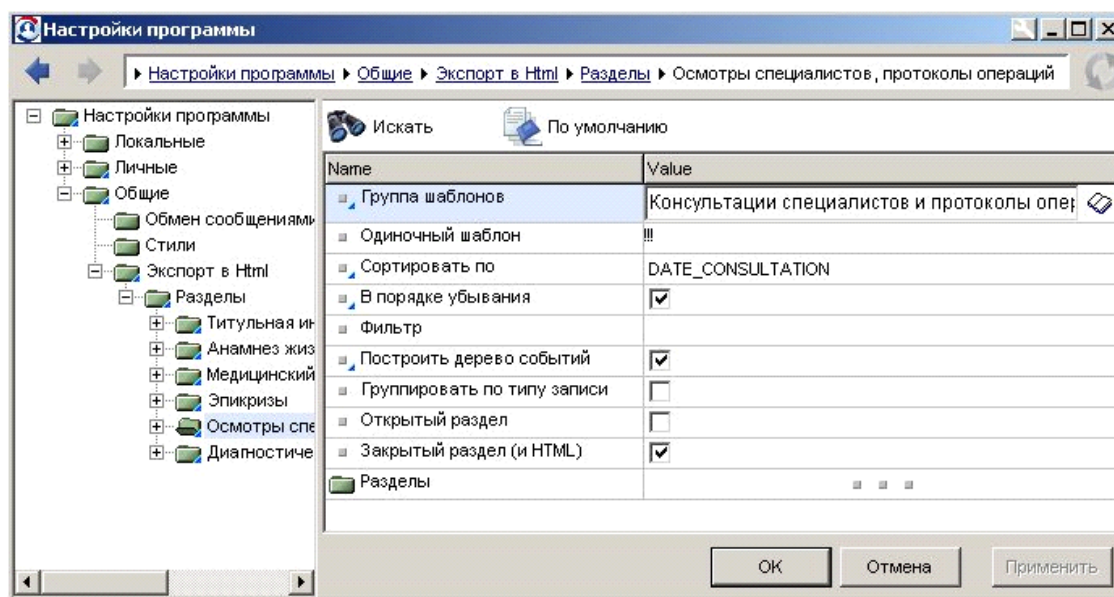 Настройки программы
Настройки программы Общие Экспорт в Html Разделы Осмотры специалистов, протоколы операций
Настройки программы
Локальные
Личные
Общие
Обмен сообщениями
Стили
Экспорт в Html
Разделы
Титульная ин
Анамнез жиз
Медицинский
Эпикризы
Осмотры спе
Диагностиче
Искать По умолчанию
Name Value
Группа шаблонов Консультации специалистов и протоколы опер
Одиночный шаблон !!!
Сортировать по DATE_CONSULTATION
В порядке убывания
Фильтр
Построить дерево событий
Группировать по типу записи
Открытый раздел
Закрытый раздел (и HTML)
Разделы
OK Отмена Применить